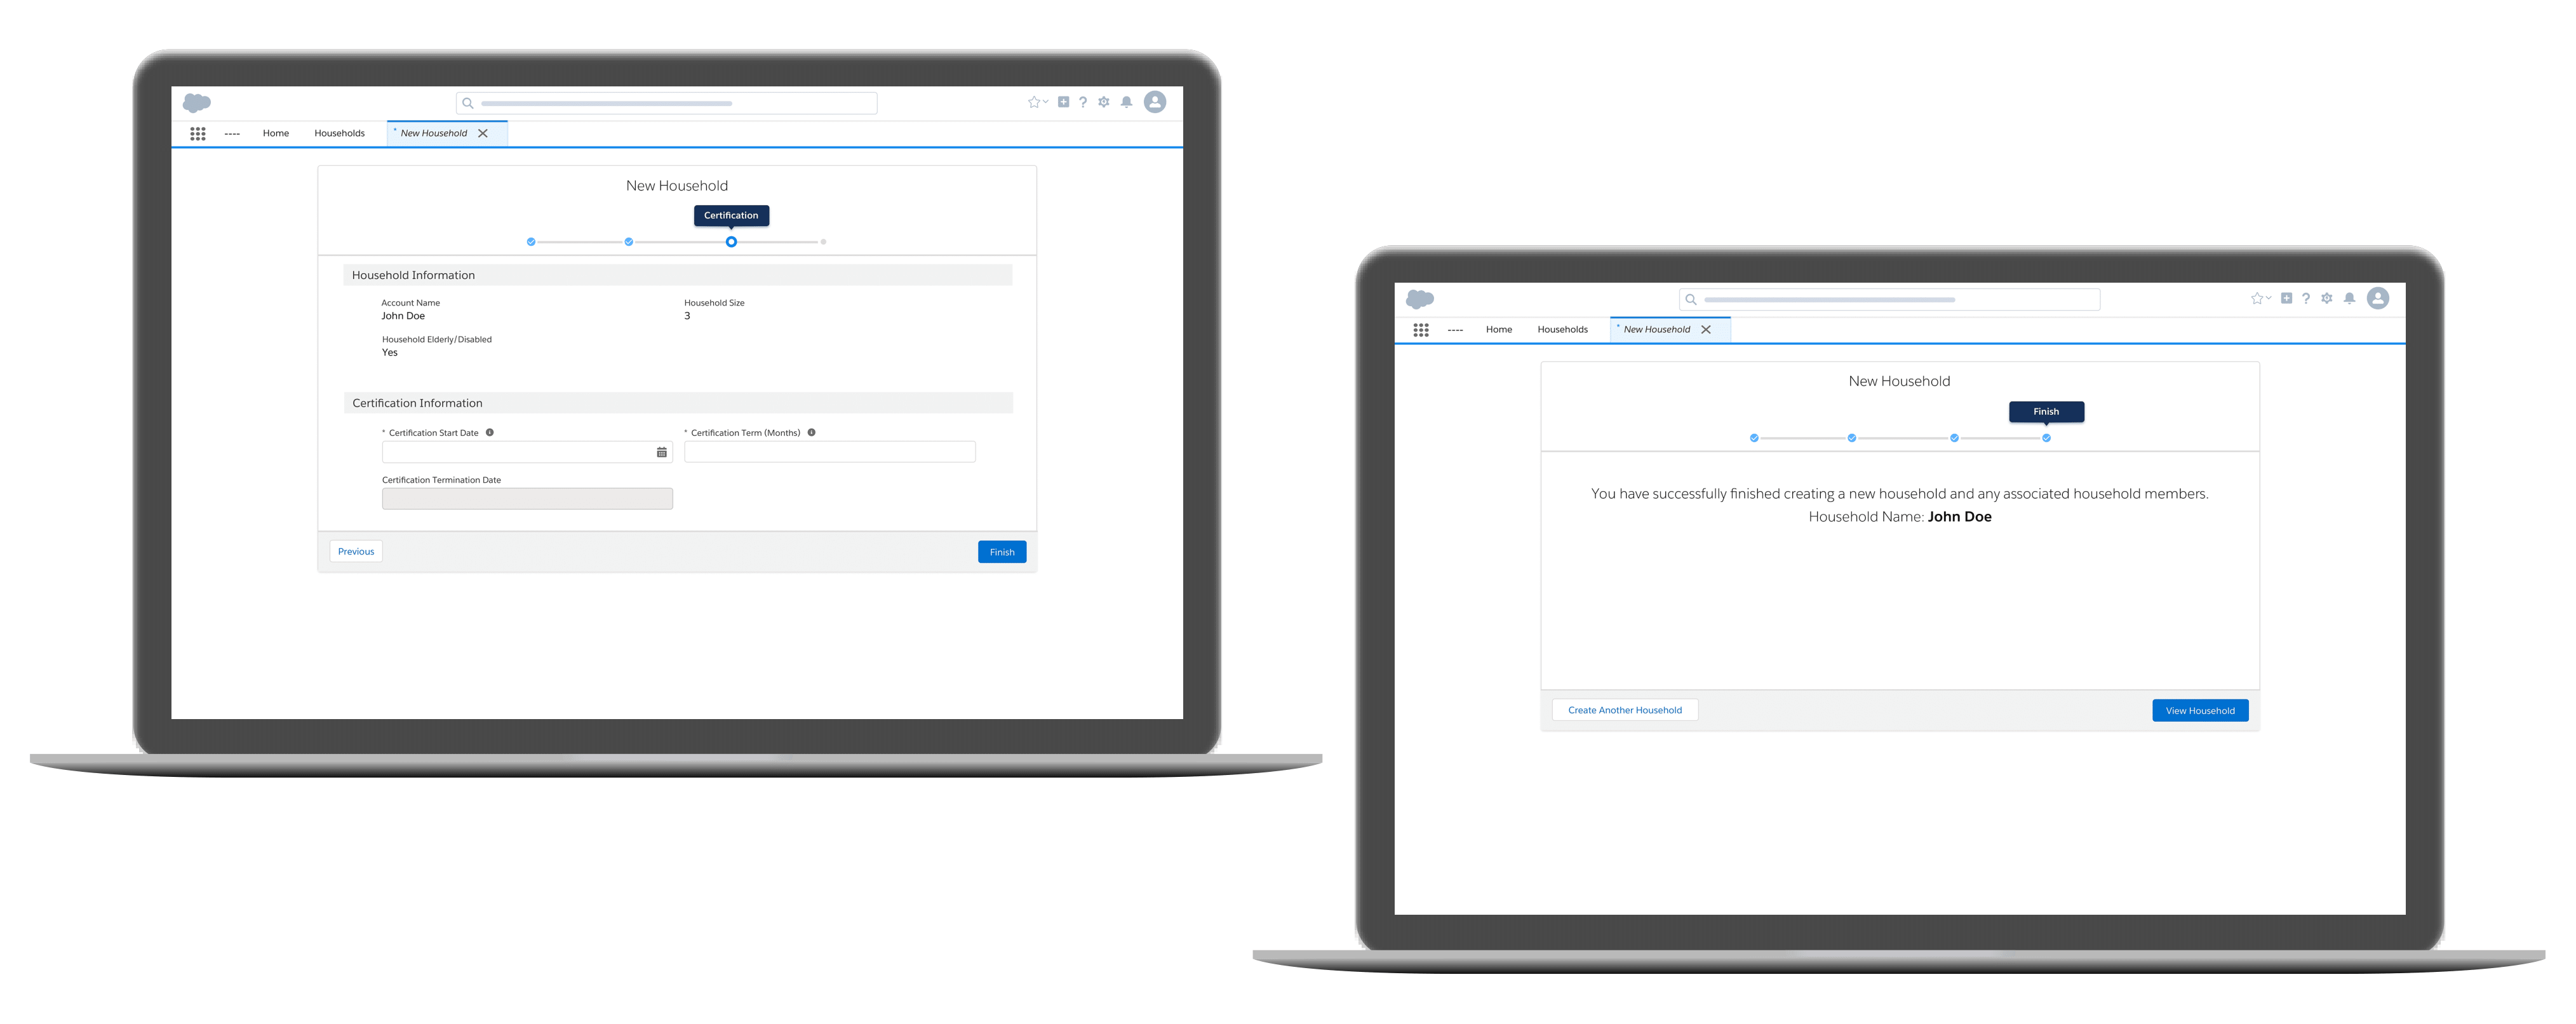 ---- Home Households * New Household
New Household
Certification
Household Information
Account Name Household Size
John Doe 3
Household Elderly/Disabled
Yes
Certification Information
* Certification Start Date * Certification Term (Months)
Certification Termination Date
Previous Finish
---- Home Households * New Household
New Household
Finish
You have successfully finished creating a new household and any associated household members.
Household Name: John Doe
Create Another Household View Household